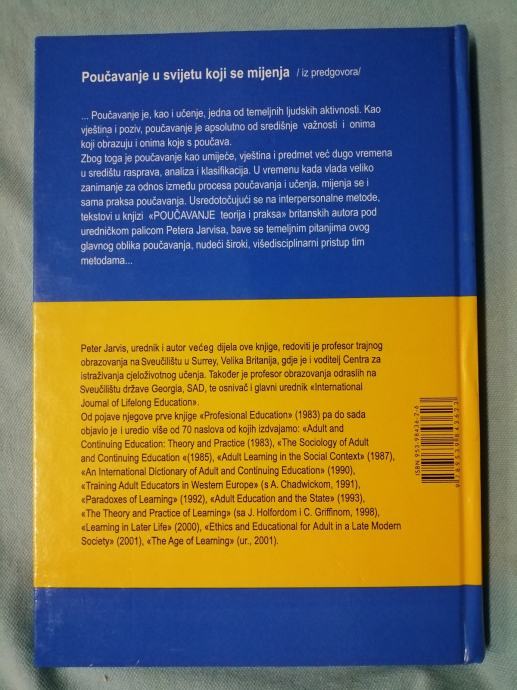 Poučavanje u svijetu koji se mijenja / iz predgovora/
... Poučavanje je, kao i učenje, jedna od temeljnih ljudskih aktivnosti. Kao
vještina i poziv, poučavanje je apsolutno od središnje važnosti i onima
koji obrazuju i onima koje s poučava.
Zbog toga je poučavanje kao umijeće, vještina i predmet već dugo vremena
u središtu rasprava, analiza i klasifikacija. U vremenu kada vlada veliko
zanimanje za odnos između procesa poučavanja i učenja, mijenja se i
sama praksa poučavanja. Usredotočujući se na interpersonalne metode,
tekstovi u knjizi «POUČAVANJE teorija i praksa» britanskih autora pod
uredničkom palicom Petera Jarvisa, bave se temeljnim pitanjima ovog
glavnog oblika poučavanja, nudeći široki, višedisciplinarni pristup tim
metodama...
Peter Jarvis, urednik i autor većeg dijela ove knjige, redoviti je profesor trajnog
obrazovanja na Sveučilištu u Surrey, Velika Britanija, gdje je i voditelj Centra za
istraživanja cjeloživotnog učenja. Također je profesor obrazovanja odraslih na
Sveučilištu države Georgia, SAD, te osnivač i glavni urednik «International
Journal of Lifelong Education».
Od pojave njegove prve knjige «Profesional Education» (1983) pa do sada
objavlo je i uredio više od 70 naslova od kojih izdvajamo: «Adult and
Continuing Education: Theory and Practice (1983), «The Sociology of Adult
and Continuing Education «(1985), «Adult Learning in the Social Context» (1987),
«An International Dictionary of Adult and Continuing Education» (1990),
«Training Adult Educators in Western Europe» (s A. Chadwickom, 1991),
«Paradoxes of Learning» (1992), «Adult Education and the State» (1993),
«The Theory and Practice of Learning» (sa J. Holfordom i C. Griffinom, 1998),
«Learning in Later Life» (2000), «Ethics and Educational for Adult in a Late Modern
Society» (2001), «The Age of Learning» (ur., 2001).
ISBN 953-98436-2-6
9 789539 843623